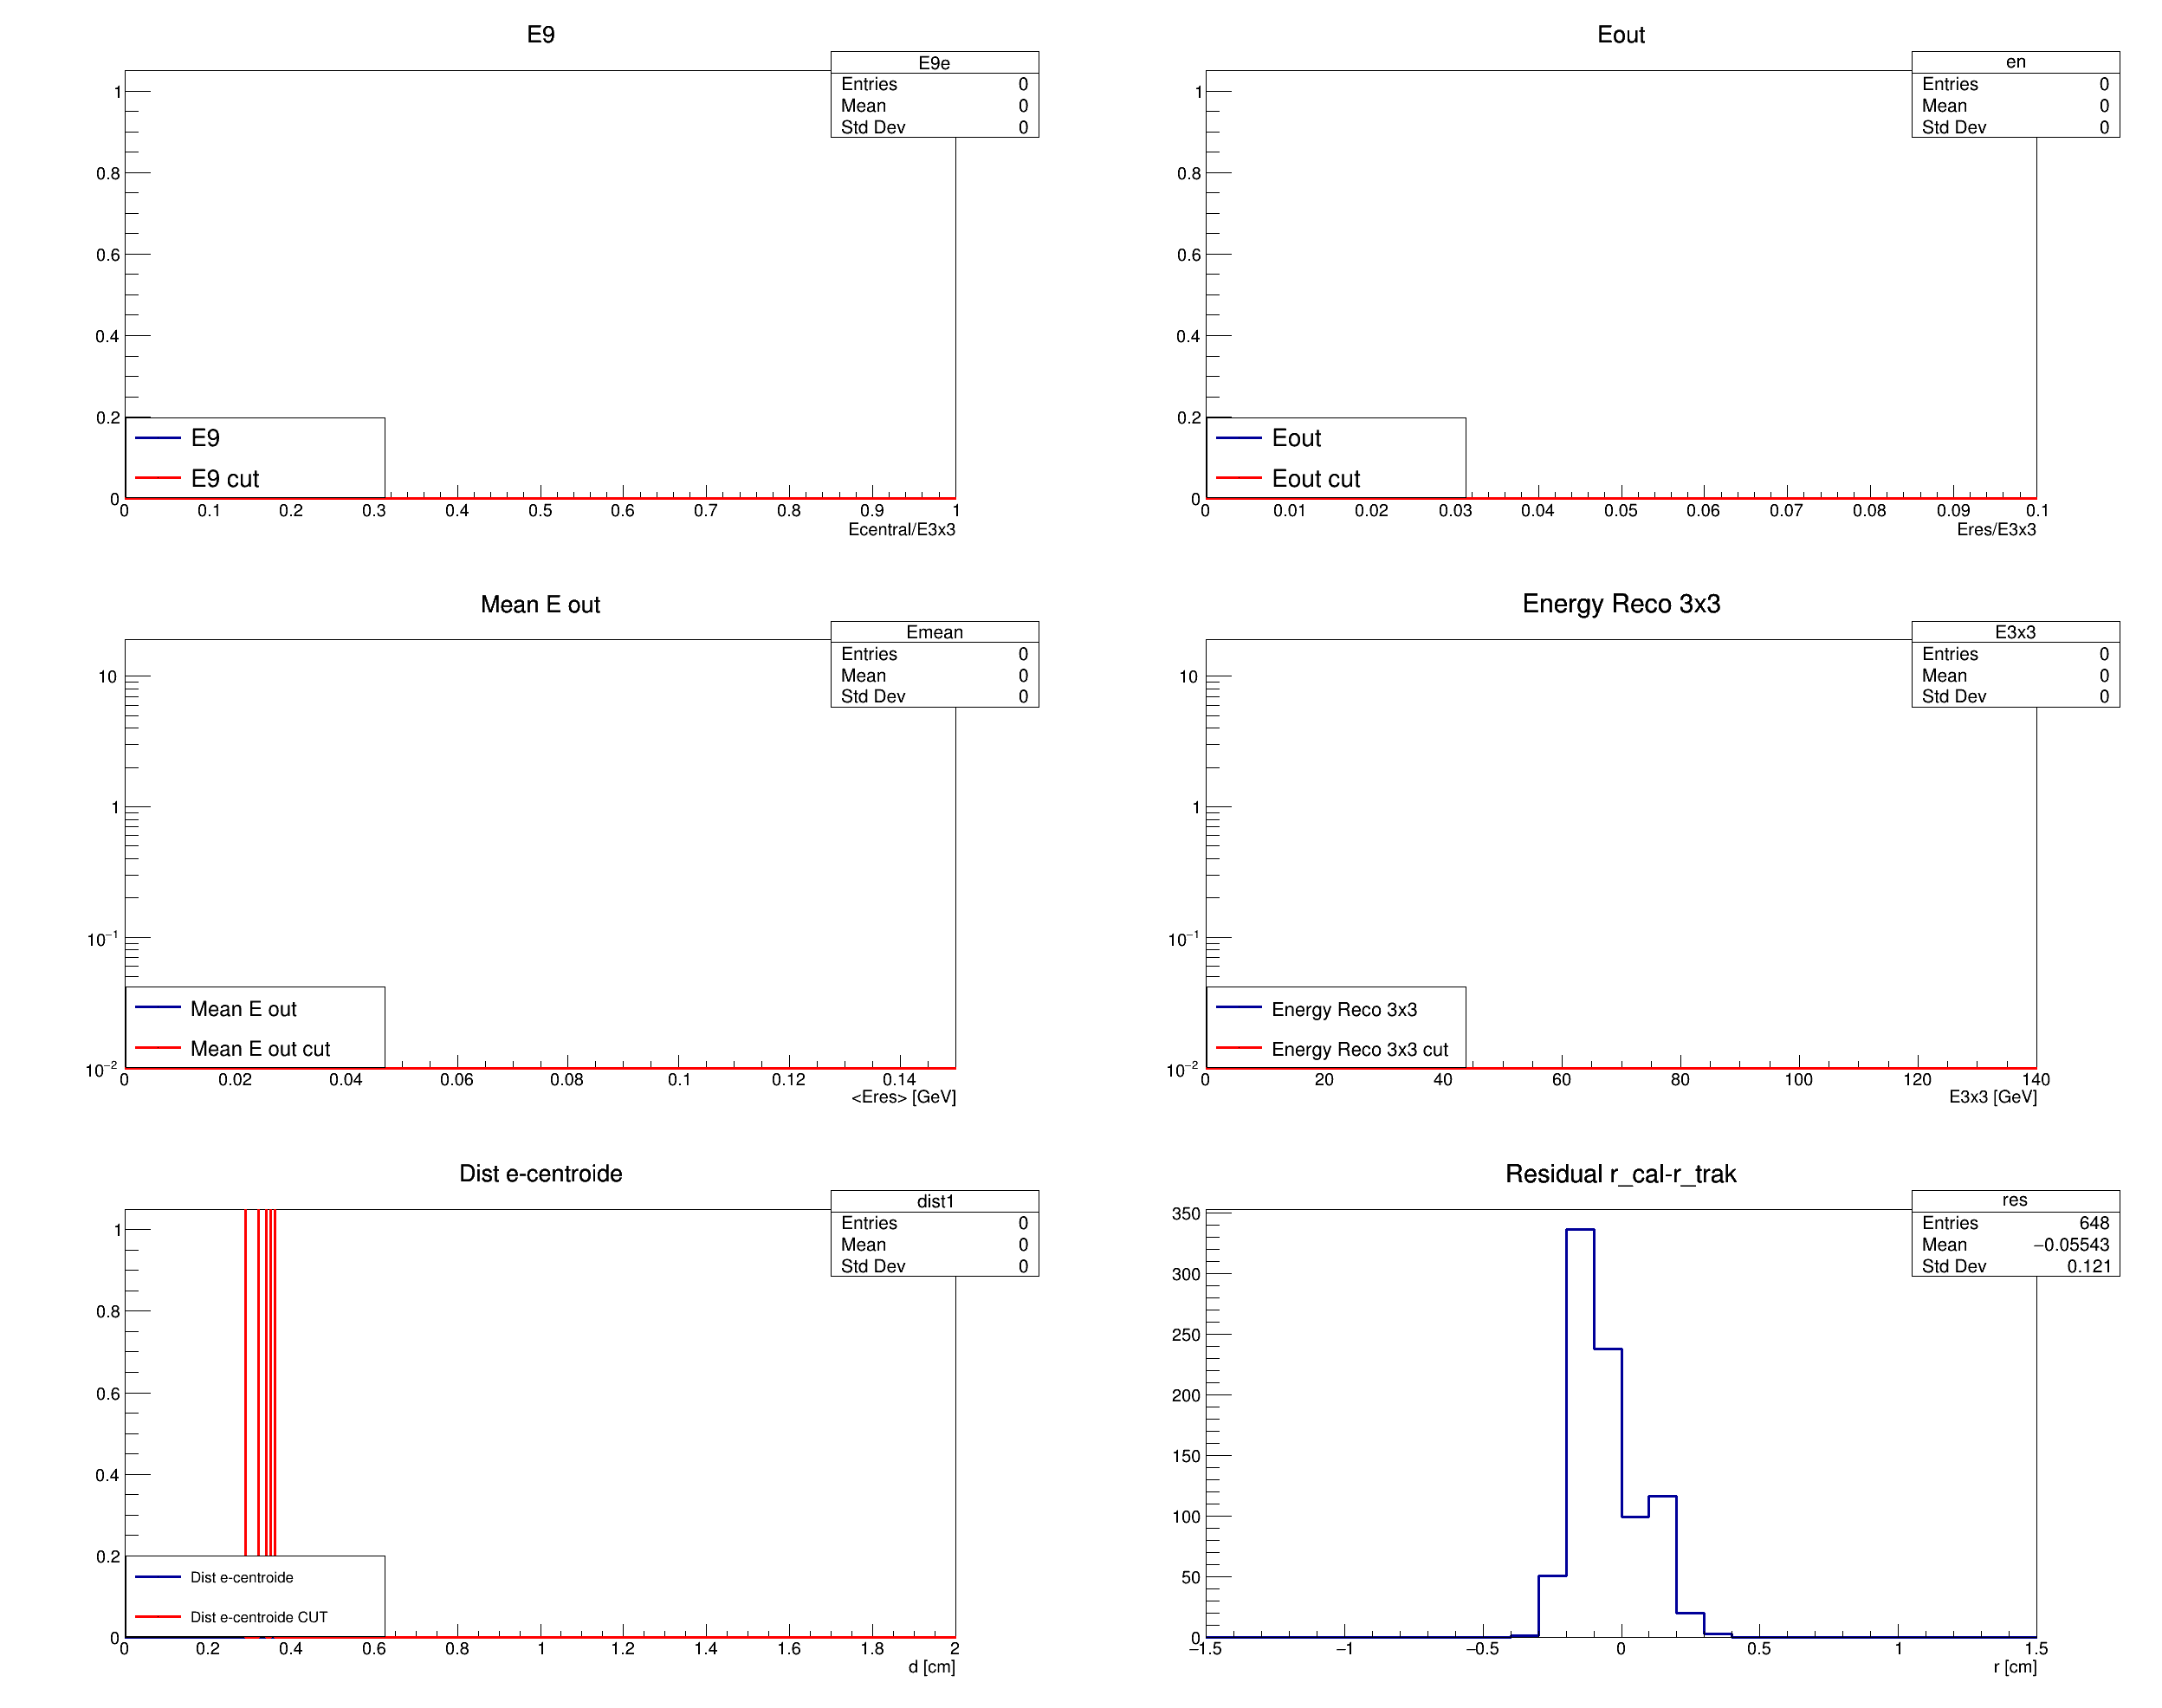 E9
E9e
Entries 0
Mean 0
Std Dev 0
1
0.8
0.6
0.4
0.2
0
E9
E9 cut
0 0.1 0.2 0.3 0.4 0.5 0.6 0.7 0.8 0.9 1
Ecentral/E3x3
Eout
en
Entries 0
Mean 0
Std Dev 0
1
0.8
0.6
0.4
0.2
0
Eout
Eout cut
0 0.01 0.02 0.03 0.04 0.05 0.06 0.07 0.08 0.09 0.1
Eres/E3x3
Mean E out
Emean
Entries 0
Mean 0
Std Dev 0
10
1
10⁻¹
10⁻²
Mean E out
Mean E out cut
0 0.02 0.04 0.06 0.08 0.1 0.12 0.14
<Eres> [GeV]
Energy Reco 3x3
E3x3
Entries 0
Mean 0
Std Dev 0
10
1
10⁻¹
10⁻²
Energy Reco 3x3
Energy Reco 3x3 cut
0 20 40 60 80 100 120 140
E3x3 [GeV]
Dist e-centroide
dist1
Entries 0
Mean 0
Std Dev 0
1
0.8
0.6
0.4
0.2
0
Dist e-centroide
Dist e-centroide CUT
0 0.2 0.4 0.6 0.8 1 1.2 1.4 1.6 1.8 2
d [cm]
Residual r_cal-r_trak
res
Entries 648
Mean −0.05543
Std Dev 0.121
350
300
250
200
150
100
50
0
−1.5 −1 −0.5 0 0.5 1 1.5
r [cm]